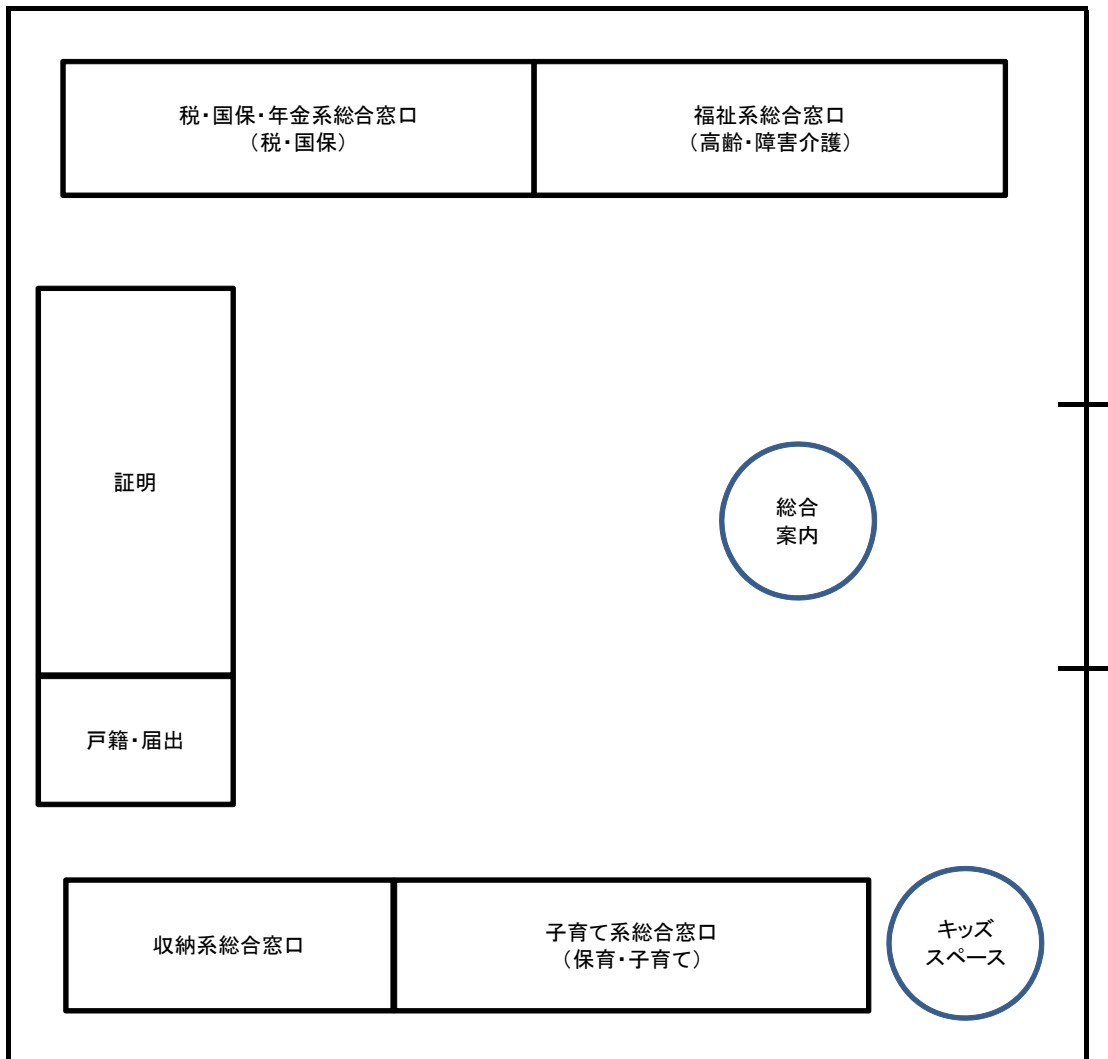 税・国保・年金系総合窓口
（税・国保）
福祉系総合窓口
（高齢・障害介護）
証明
総合
案内
戸籍・届出
収納系総合窓口
子育て系総合窓口
（保育・子育て）
キッズ
スペース